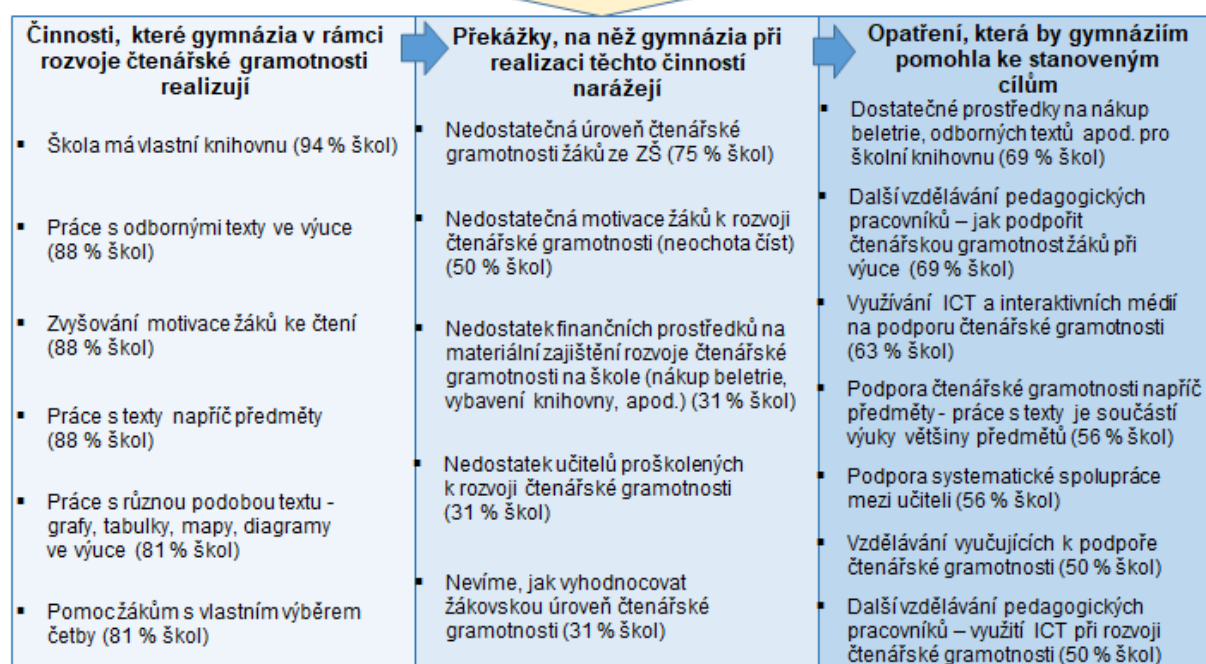 Činnosti, které gymnázia v rámci
rozvoje čtenářské gramotnosti
realizují
▪ Škola má vlastní knihovnu (94 % škol)
▪ Práce s odbornými texty ve výuce
(88 % škol)
▪ Zvyšování motivace žáků ke čtení
(88 % škol)
▪ Práce s texty napříč předměty
(88 % škol)
▪ Práce s různou podobou textu -
grafy, tabulky, mapy, diagramy
ve výuce (81 % škol)
▪ Pomoc žákům s vlastním výběrem
četby (81 % škol)
Překážky, na něž gymnázia při
realizaci těchto činností
narážejí
▪ Nedostatečná úroveň čtenářské
gramotnosti žáků ze ZŠ (75 % škol)
▪ Nedostatečná motivace žáků k rozvoji
čtenářské gramotnosti (neochota číst)
(50 % škol)
▪ Nedostatek finančních prostředků na
materiální zajištění rozvoje čtenářské
gramotnosti na škole (nákup beletrie,
vybavení knihovny, apod.) (31 % škol)
▪ Nedostatek učitelů proškolených
k rozvoji čtenářské gramotnosti
(31 % škol)
▪ Nevíme, jak vyhodnocovat
žákovskou úroveň čtenářské
gramotnosti (31 % škol)
Opatření, která by gymnáziím
pomohla ke stanoveným
cílům
▪ Dostatečné prostředky na nákup
beletrie, odborných textů apod. pro
školní knihovnu (69 % škol)
▪ Další vzdělávání pedagogických
pracovníků – jak podpořit
čtenářskou gramotnost žáků při
výuce (69 % škol)
▪ Využívání ICT a interaktivních médií
na podporu čtenářské gramotnosti
(63 % škol)
▪ Podpora čtenářské gramotnosti napříč
předměty - práce s texty je součástí
výuky většiny předmětů (56 % škol)
▪ Podpora systematické spolupráce
mezi učiteli (56 % škol)
▪ Vzdělávání vyučujících k podpoře
čtenářské gramotnosti (50 % škol)
▪ Další vzdělávání pedagogických
pracovníků – využití ICT při rozvoji
čtenářské gramotnosti (50 % škol)